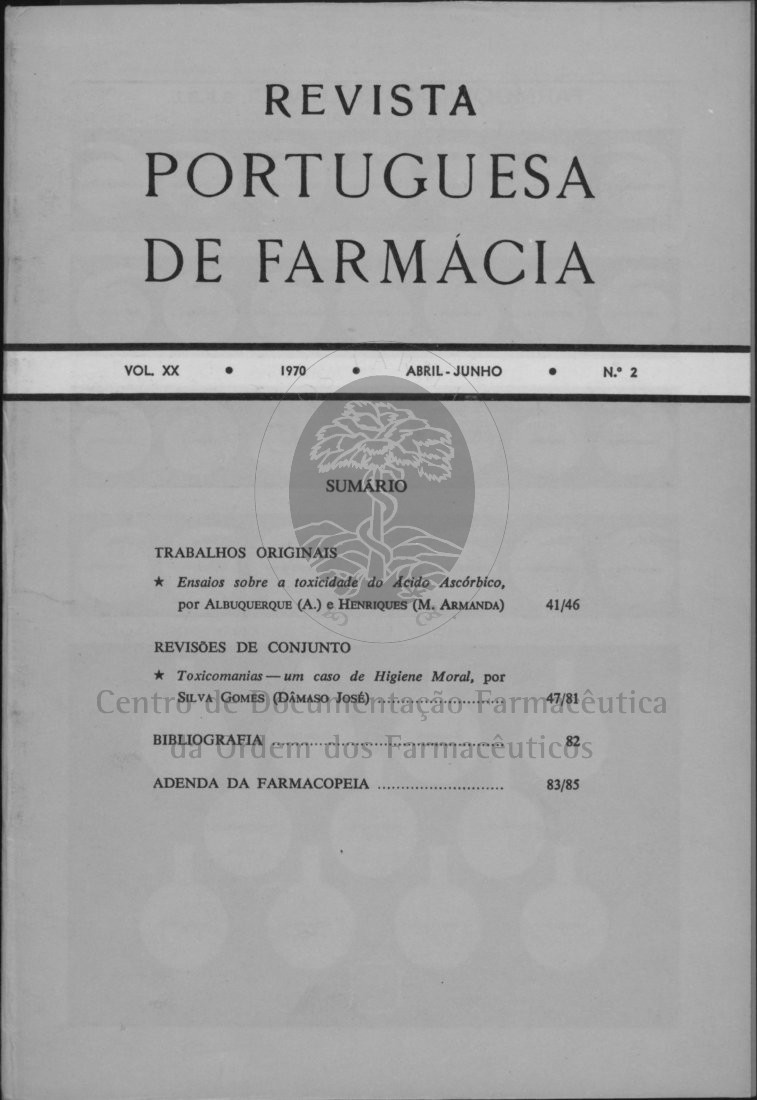 REVISTA
PORTUGUESA
DE FARMÁCIA
VOL. XX • 1970 • ABRIL-JUNHO • N.º 2
SUMÁRIO
TRABALHOS ORIGINAIS
★ Ensaios sobre a toxicidade do Ácido Ascórbico,
por ALBUQUERQUE (A.) e HENRIQUES (M. ARMANDA) 41/46
REVISÕES DE CONJUNTO
★ Toxicomanias — um caso de Higiene Moral, por
SILVA GOMES (DÂMASO JOSÉ) ............................ 47/81
Centro de Documentação Farmacêutica
BIBLIOGRAFIA .................................................. 82
da Ordem dos Farmacêuticos
ADENDA DA FARMACOPEIA ........................... 83/85